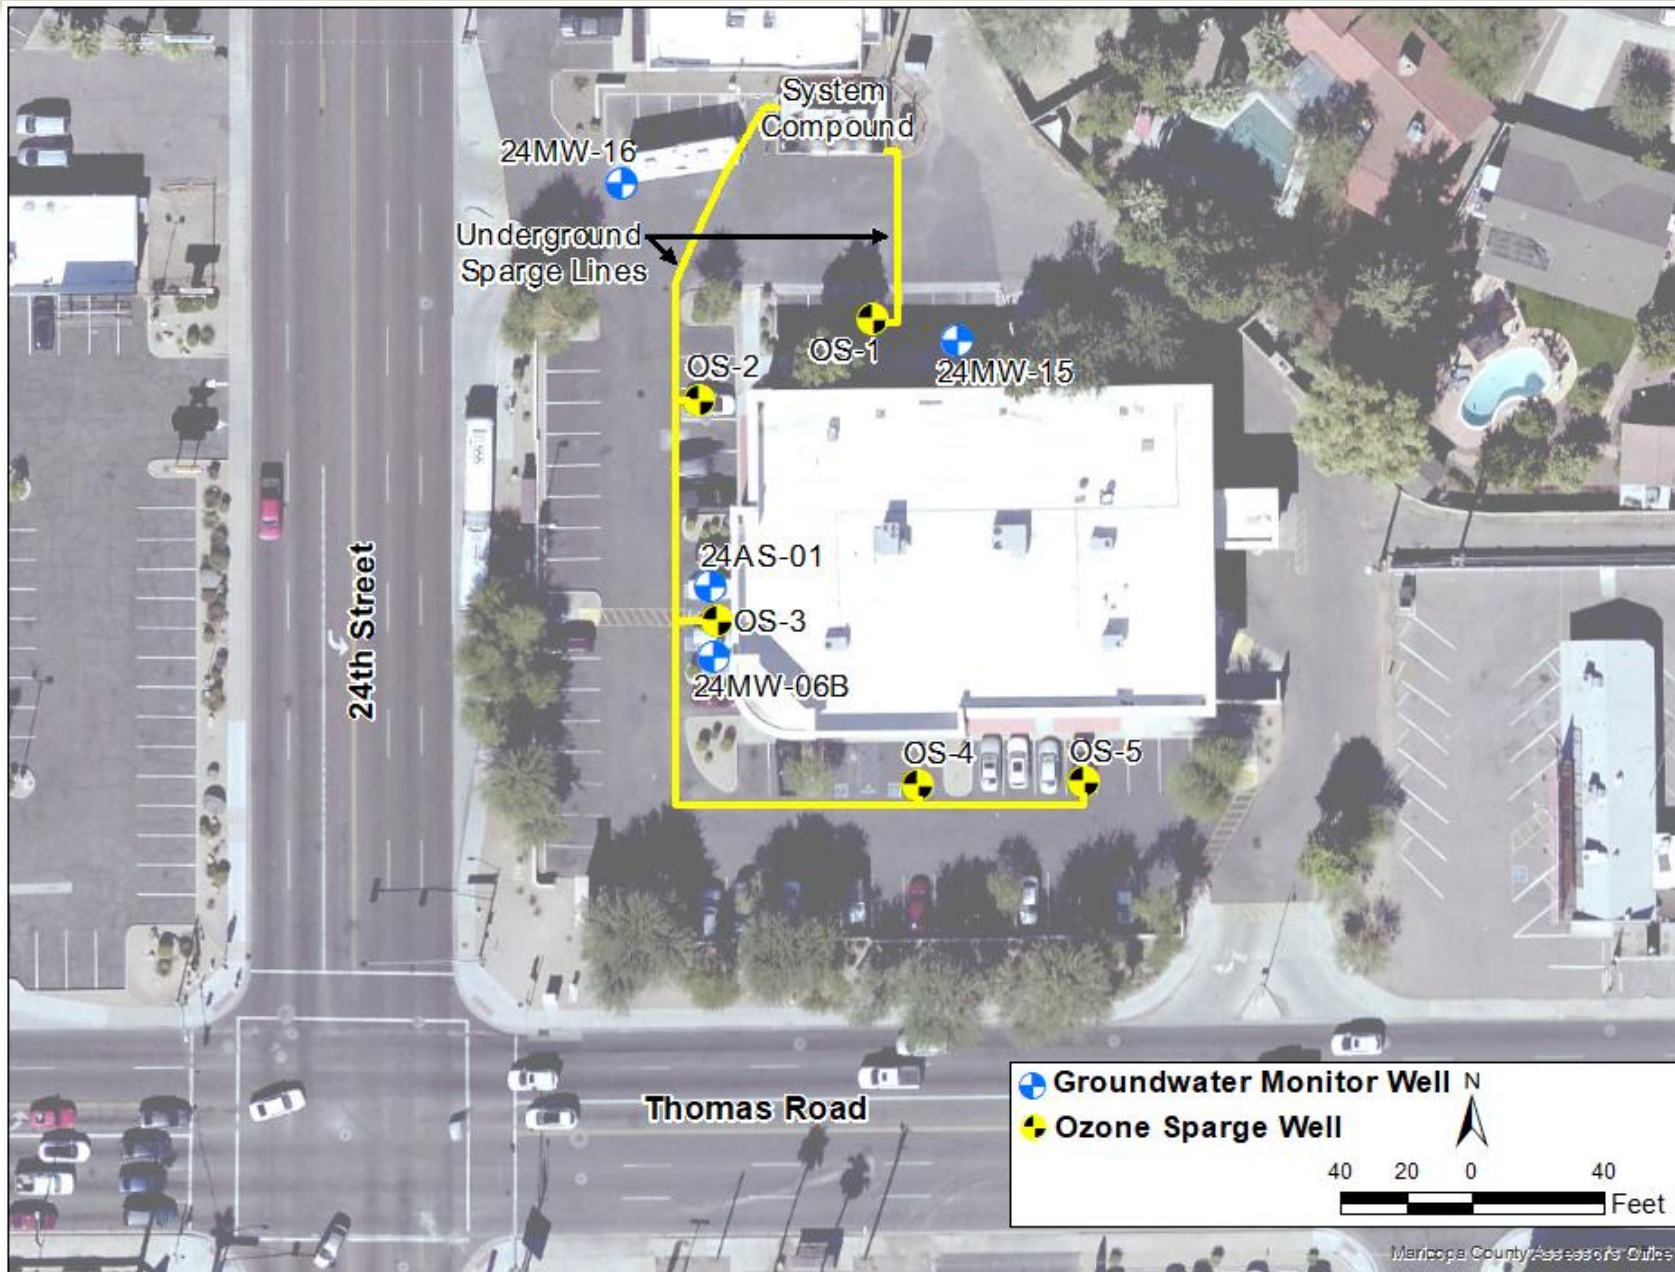 System
Compound
24MW-16
Underground
Sparge Lines
OS-1
24MW-15
OS-2
24AS-01
OS-3
24MW-06B
24th Street
OS-4
OS-5
Thomas Road
Groundwater Monitor Well
N
Ozone Sparge Well
40 20 0 40
Feet
Maricopa County Assessor's Office